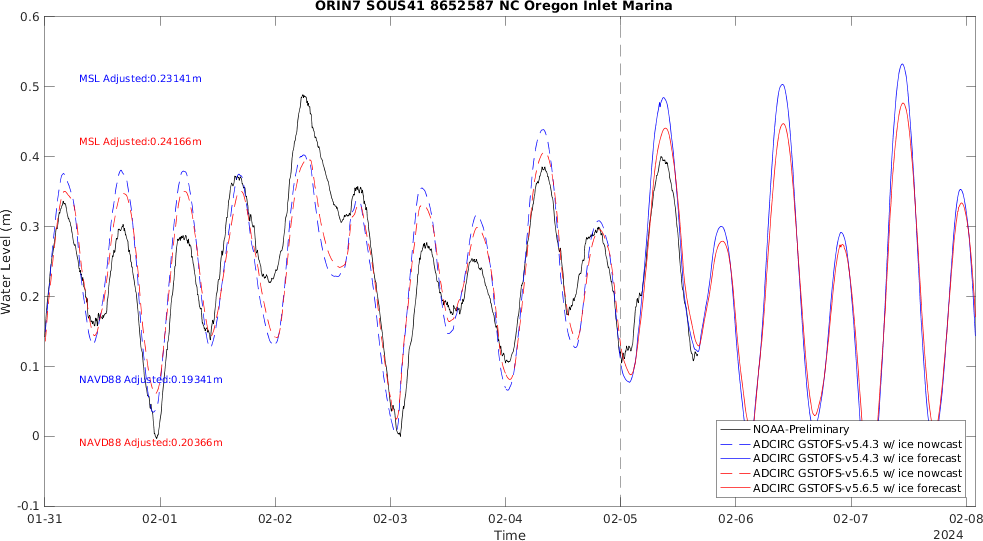 ORIN7 SOUS41 8652587 NC Oregon Inlet Marina
0.6
0.5
0.4
0.3
0.2
0.1
0
-0.1
Water Level (m)
MSL Adjusted:0.23141m
MSL Adjusted:0.24166m
NAVD88 Adjusted:0.19341m
NAVD88 Adjusted:0.20366m
NOAA-Preliminary
ADCIRC GSTOFS-v5.4.3 w/ ice nowcast
ADCIRC GSTOFS-v5.4.3 w/ ice forecast
ADCIRC GSTOFS-v5.6.5 w/ ice nowcast
ADCIRC GSTOFS-v5.6.5 w/ ice forecast
01-31 02-01 02-02 02-03 02-04 02-05 02-06 02-07 02-08
Time
2024